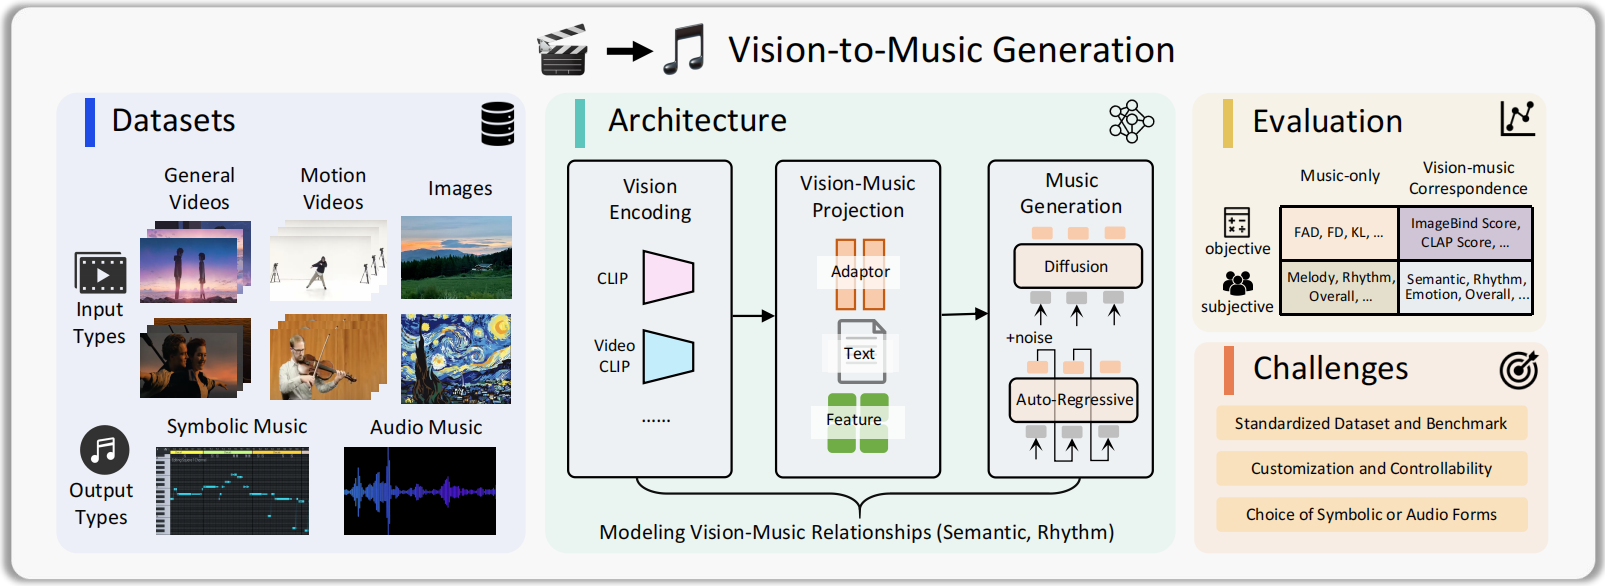 Vision-to-Music Generation
Datasets
General
Videos
Motion
Videos
Images
Input
Types
Symbolic Music
Audio Music
Output
Types
Architecture
Vision
Encoding
CLIP
Video
CLIP
......
Vision-Music
Projection
Adaptor
Text
Feature
Music
Generation
Diffusion
+noise
Auto-Regressive
Modeling Vision-Music Relationships (Semantic, Rhythm)
Evaluation
Music-only
Vision-music
Correspondence
objective
FAD, FD, KL, ...
ImageBind Score,
CLAP Score, ...
subjective
Melody, Rhythm,
Overall, ...
Semantic, Rhythm,
Emotion, Overall, ...
Challenges
Standardized Dataset and Benchmark
Customization and Controllability
Choice of Symbolic or Audio Forms